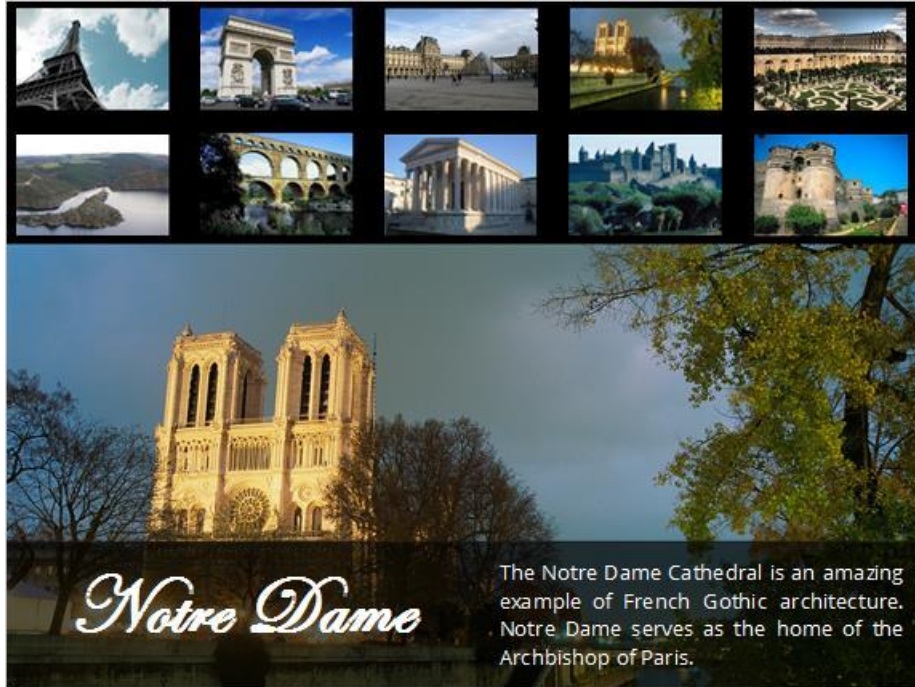 Notre Dame
The Notre Dame Cathedral is an amazing
example of French Gothic architecture.
Notre Dame serves as the home of the
Archbishop of Paris.